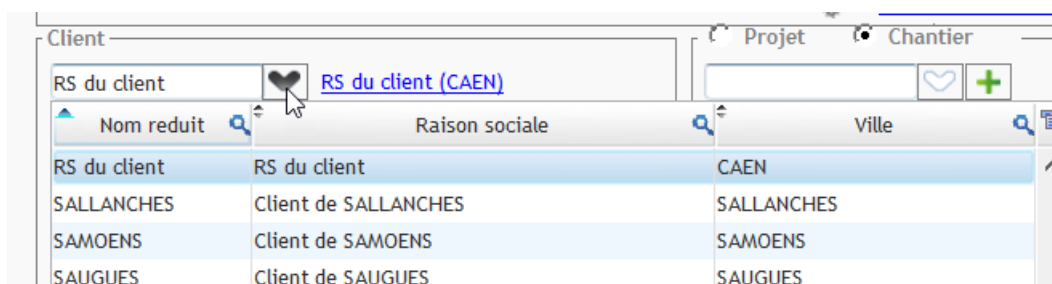 Client
Projet Chantier
RS du client RS du client (CAEN)
Nom reduit Raison sociale Ville
RS du client RS du client CAEN
SALLANCHES Client de SALLANCHES SALLANCHES
SAMOENS Client de SAMOENS SAMOENS
SAUGUES Client de SAUGUES SAUGUES